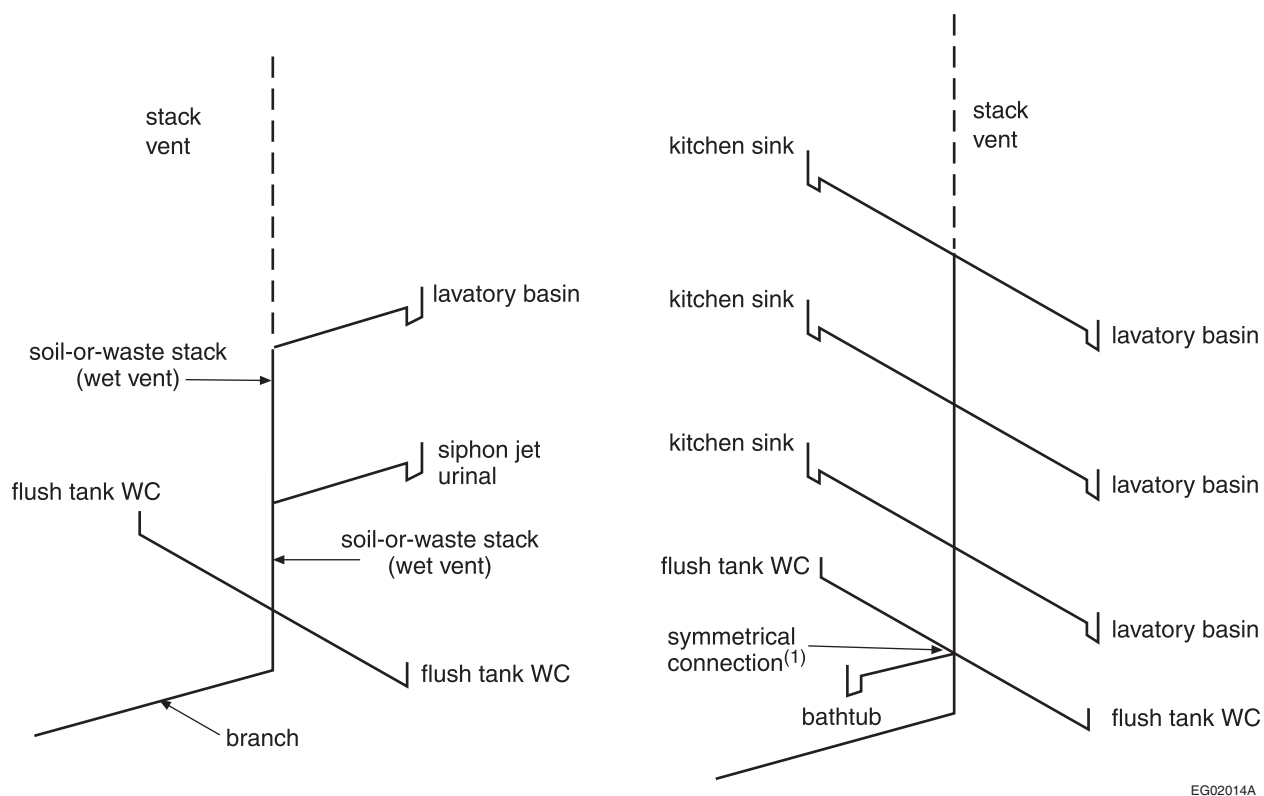 stack
vent
lavatory basin
soil-or-waste stack
(wet vent)
siphon jet
urinal
flush tank WC
soil-or-waste stack
(wet vent)
flush tank WC
branch
stack
vent
kitchen sink
lavatory basin
kitchen sink
lavatory basin
kitchen sink
lavatory basin
flush tank WC
symmetrical
connection(1)
bathtub
flush tank WC
EG02014A